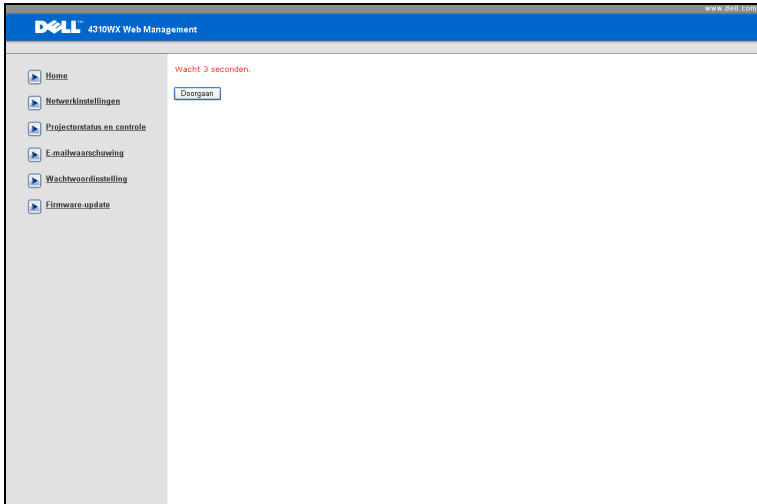 www.dell.com
DELL™ 4310WX Web Management
Home
Netwerkinstellingen
Projectorstatus en controle
E-mailwaarschuwing
Wachtwoordinstelling
Firmware-update
Wacht 3 seconden.
Doorgaan